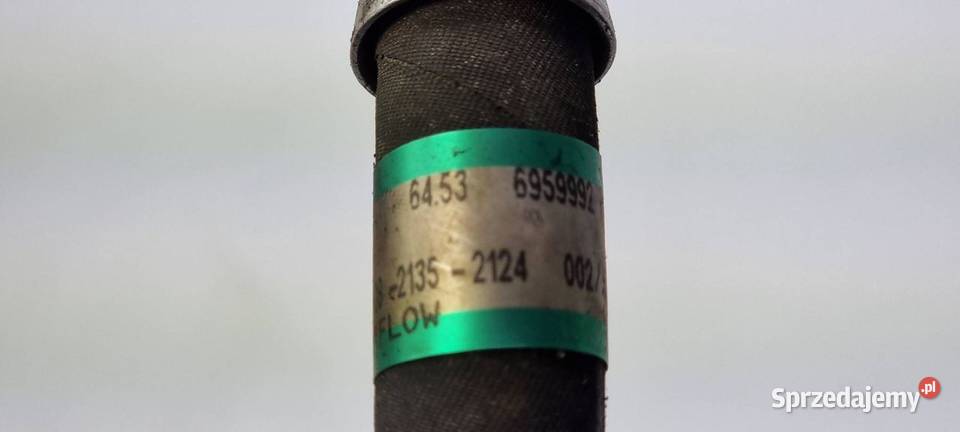 64.53 6959992
2135-2124 002/
FLOW
Sprzedajemy.pl